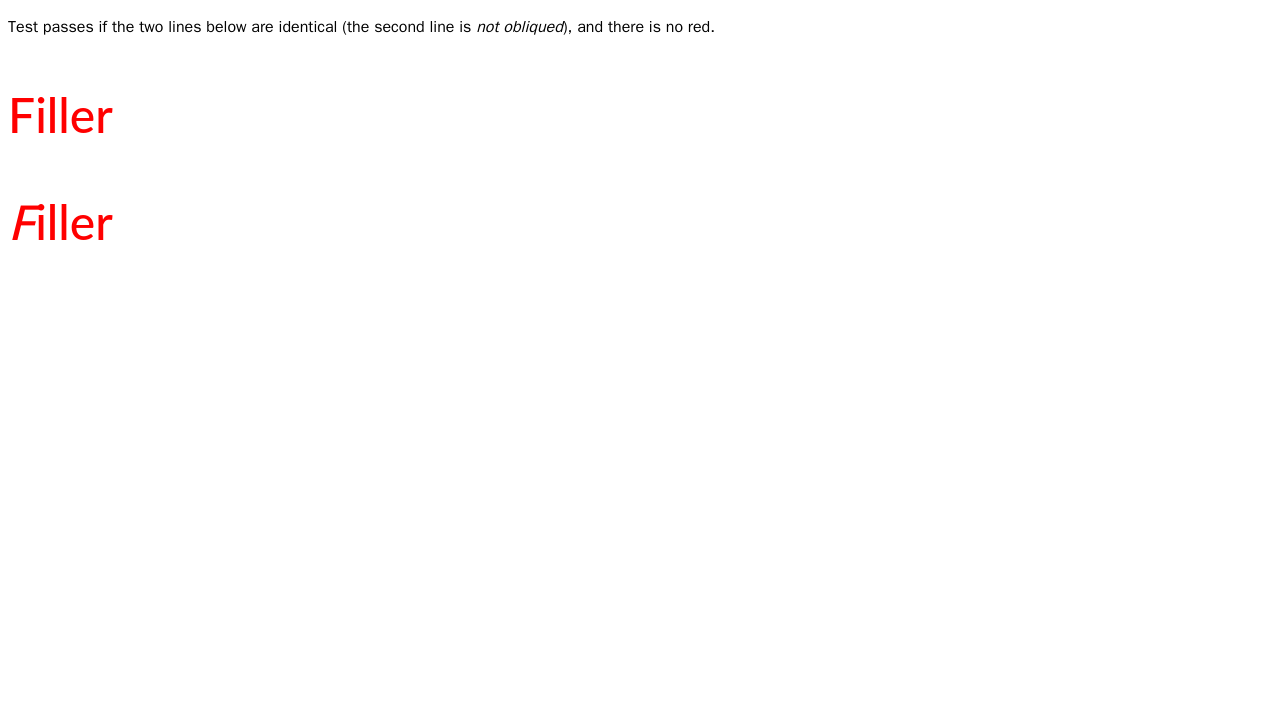 Test passes if the two lines below are identical (the second line is not obliqued), and there is no red.
Filler
Filler